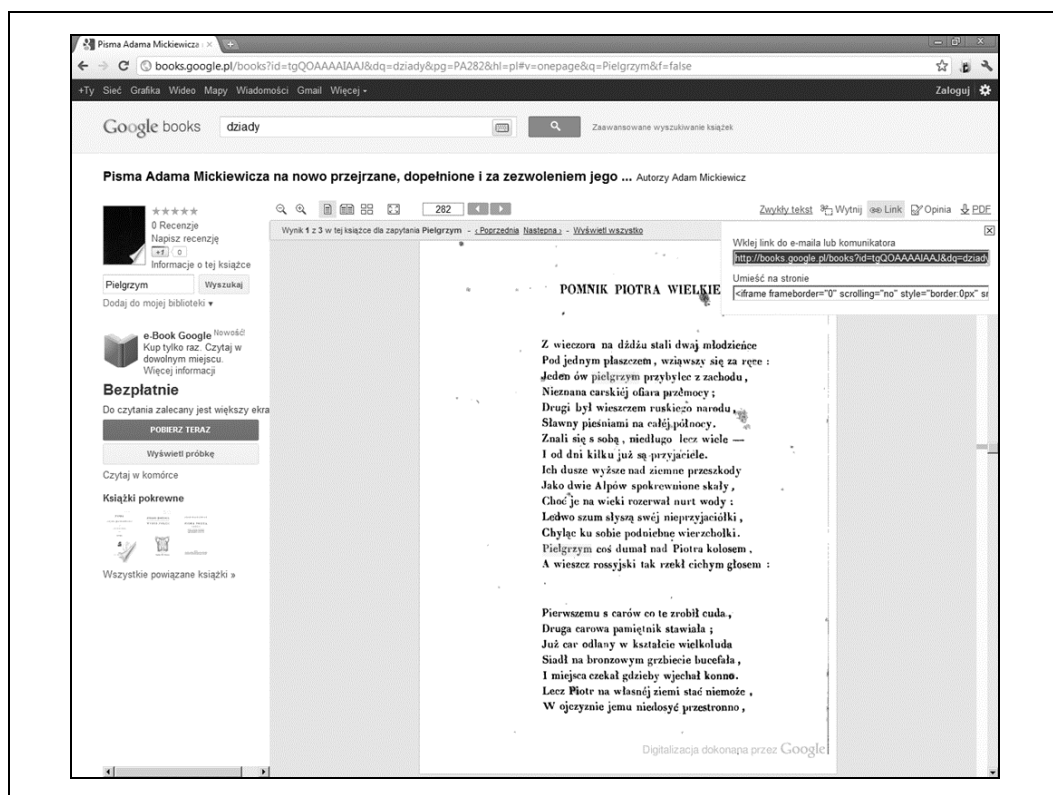 Pisma Adama Mickiewicza
books.google.pl/books?id=tgQOAAAAIAAJ&dq=dziady&pg=PA282&hl=pl#v=onepage&q=Pielgrzym&f=false
+Ty Sieć Grafika Wideo Mapy Wiadomości Gmail Więcej
Zaloguj
Google books
dziady
Zaawansowane wyszukiwanie książek
Pisma Adama Mickiewicza na nowo przejrzane, dopełnione i za zezwoleniem jego ... Autorzy Adam Mickiewicz
0 Recenzje
Napisz recenzję
+1 0
Informacje o tej książce
Pielgrzym
Wyszukaj
Dodaj do mojej biblioteki ▾
e-Book Google Nowość!
Kup tylko raz. Czytaj w
dowolnym miejscu.
Więcej informacji
Bezpłatnie
Do czytania zalecany jest większy ekra
POBIERZ TERAZ
Wyświetl próbkę
Czytaj w komórce
Książki pokrewne
Wszystkie powiązane książki »
282
Zwykły tekst Wytnij Link Opinia PDF
Wynik 1 z 3 w tej książce dla zapytania Pielgrzym - ‹ Poprzednia Następna › - Wyświetl wszystko
Wklej link do e-maila lub komunikatora
http://books.google.pl/books?id=tgQOAAAAIAAJ&dq=dziady
Umieść na stronie
<iframe frameborder="0" scrolling="no" style="border:0px" sr
POMNIK PIOTRA WIELKIE
Z wieczora na dżdżu stali dwaj młodzieńce
Pod jednym płaszczem, wziąwszy się za ręce :
Jeden ów pielgrzym przybylec z zachodu,
Nieznana carskiéj ofiara przemocy ;
Drugi był wieszczem ruskiego narodu,
Sławny pieśniami na całéj północy.
Znali się z sobą, niedługo lecz wiele —
I od dni kilku już są przyjaciele.
Ich dusze wyższe nad ziemne przeszkody
Jako dwie Alpów spokrewnione skały,
Choć je na wieki rozerwał nurt wody :
Ledwo szum słyszą swéj nieprzyjaciółki,
Chyląc ku sobie podniebne wierzchołki.
Pielgrzym coś dumał nad Piotra kolosem,
A wieszcz rossyjski tak rzekł cichym głosem :
Pierwszemu s carów co te zrobił cuda,
Druga carowa pamiętnik stawiała ;
Już car odlany w kształcie wielkoluda
Siadł na bronzowym grzbiecie bucefała,
I miejsca czekał gdzieby wjechał konno.
Lecz Piotr na własnéj ziemi stać niemoże,
W ojczyznie jemu niedosyć przestronno,
Digitalizacja dokonana przez Google